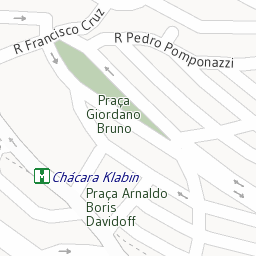 R Francisco Cruz
R Pedro Pomponazzi
Praça
Giordano
Bruno
Chácara Klabin
Praça Arnaldo
Boris
Davidoff